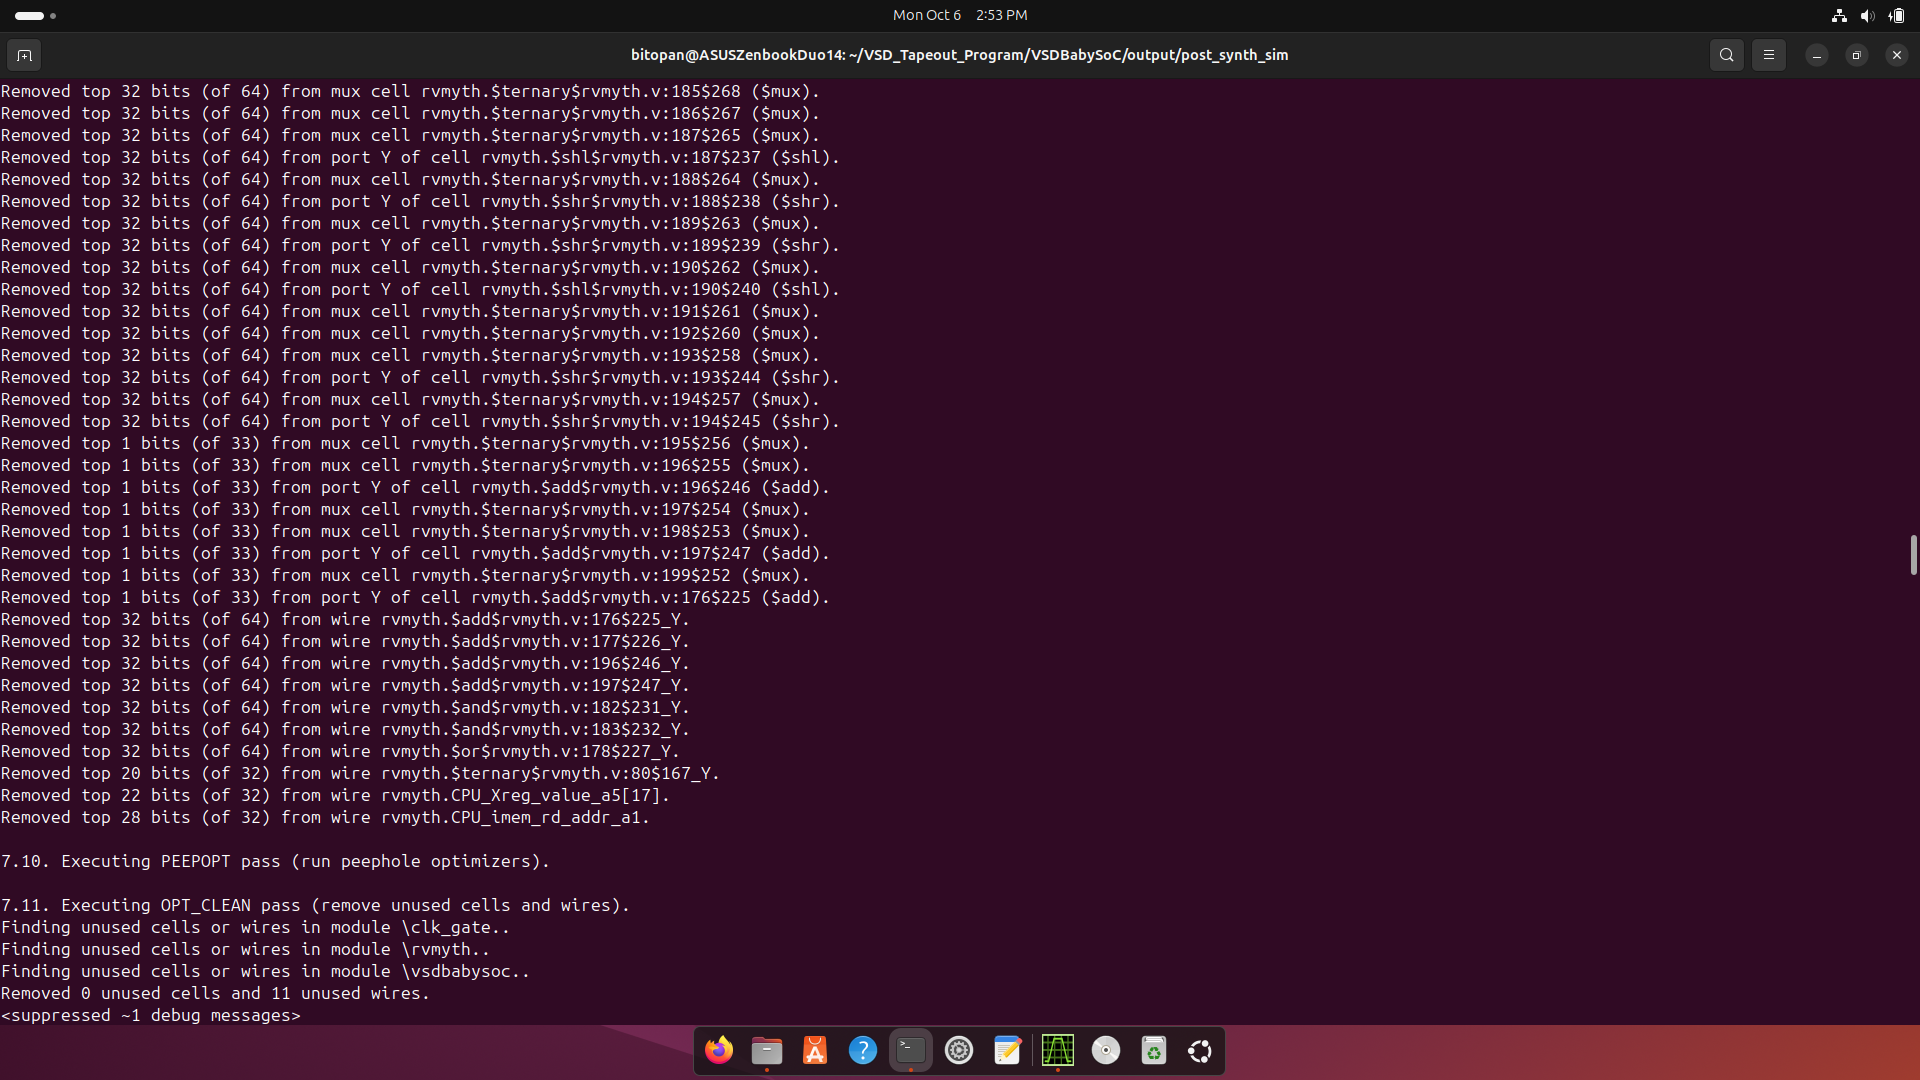 Mon Oct 6 2:53 PM
bitopan@ASUSZenbookDuo14: ~/VSD_Tapeout_Program/VSDBabySoC/output/post_synth_sim
Removed top 32 bits (of 64) from mux cell rvmyth.$ternary$rvmyth.v:185$268 ($mux).
Removed top 32 bits (of 64) from mux cell rvmyth.$ternary$rvmyth.v:186$267 ($mux).
Removed top 32 bits (of 64) from mux cell rvmyth.$ternary$rvmyth.v:187$265 ($mux).
Removed top 32 bits (of 64) from port Y of cell rvmyth.$shl$rvmyth.v:187$237 ($shl).
Removed top 32 bits (of 64) from mux cell rvmyth.$ternary$rvmyth.v:188$264 ($mux).
Removed top 32 bits (of 64) from port Y of cell rvmyth.$shr$rvmyth.v:188$238 ($shr).
Removed top 32 bits (of 64) from mux cell rvmyth.$ternary$rvmyth.v:189$263 ($mux).
Removed top 32 bits (of 64) from port Y of cell rvmyth.$shr$rvmyth.v:189$239 ($shr).
Removed top 32 bits (of 64) from mux cell rvmyth.$ternary$rvmyth.v:190$262 ($mux).
Removed top 32 bits (of 64) from port Y of cell rvmyth.$shl$rvmyth.v:190$240 ($shl).
Removed top 32 bits (of 64) from mux cell rvmyth.$ternary$rvmyth.v:191$261 ($mux).
Removed top 32 bits (of 64) from mux cell rvmyth.$ternary$rvmyth.v:192$260 ($mux).
Removed top 32 bits (of 64) from mux cell rvmyth.$ternary$rvmyth.v:193$258 ($mux).
Removed top 32 bits (of 64) from port Y of cell rvmyth.$shr$rvmyth.v:193$244 ($shr).
Removed top 32 bits (of 64) from mux cell rvmyth.$ternary$rvmyth.v:194$257 ($mux).
Removed top 32 bits (of 64) from port Y of cell rvmyth.$shr$rvmyth.v:194$245 ($shr).
Removed top 1 bits (of 33) from mux cell rvmyth.$ternary$rvmyth.v:195$256 ($mux).
Removed top 1 bits (of 33) from mux cell rvmyth.$ternary$rvmyth.v:196$255 ($mux).
Removed top 1 bits (of 33) from port Y of cell rvmyth.$add$rvmyth.v:196$246 ($add).
Removed top 1 bits (of 33) from mux cell rvmyth.$ternary$rvmyth.v:197$254 ($mux).
Removed top 1 bits (of 33) from mux cell rvmyth.$ternary$rvmyth.v:198$253 ($mux).
Removed top 1 bits (of 33) from port Y of cell rvmyth.$add$rvmyth.v:197$247 ($add).
Removed top 1 bits (of 33) from mux cell rvmyth.$ternary$rvmyth.v:199$252 ($mux).
Removed top 1 bits (of 33) from port Y of cell rvmyth.$add$rvmyth.v:176$225 ($add).
Removed top 32 bits (of 64) from wire rvmyth.$add$rvmyth.v:176$225_Y.
Removed top 32 bits (of 64) from wire rvmyth.$add$rvmyth.v:177$226_Y.
Removed top 32 bits (of 64) from wire rvmyth.$add$rvmyth.v:196$246_Y.
Removed top 32 bits (of 64) from wire rvmyth.$add$rvmyth.v:197$247_Y.
Removed top 32 bits (of 64) from wire rvmyth.$and$rvmyth.v:182$231_Y.
Removed top 32 bits (of 64) from wire rvmyth.$and$rvmyth.v:183$232_Y.
Removed top 32 bits (of 64) from wire rvmyth.$or$rvmyth.v:178$227_Y.
Removed top 20 bits (of 32) from wire rvmyth.$ternary$rvmyth.v:80$167_Y.
Removed top 22 bits (of 32) from wire rvmyth.CPU_Xreg_value_a5[17].
Removed top 28 bits (of 32) from wire rvmyth.CPU_imem_rd_addr_a1.
7.10. Executing PEEPOPT pass (run peephole optimizers).
7.11. Executing OPT_CLEAN pass (remove unused cells and wires).
Finding unused cells or wires in module \clk_gate..
Finding unused cells or wires in module \rvmyth..
Finding unused cells or wires in module \vsdbabysoc..
Removed 0 unused cells and 11 unused wires.
<suppressed ~1 debug messages>